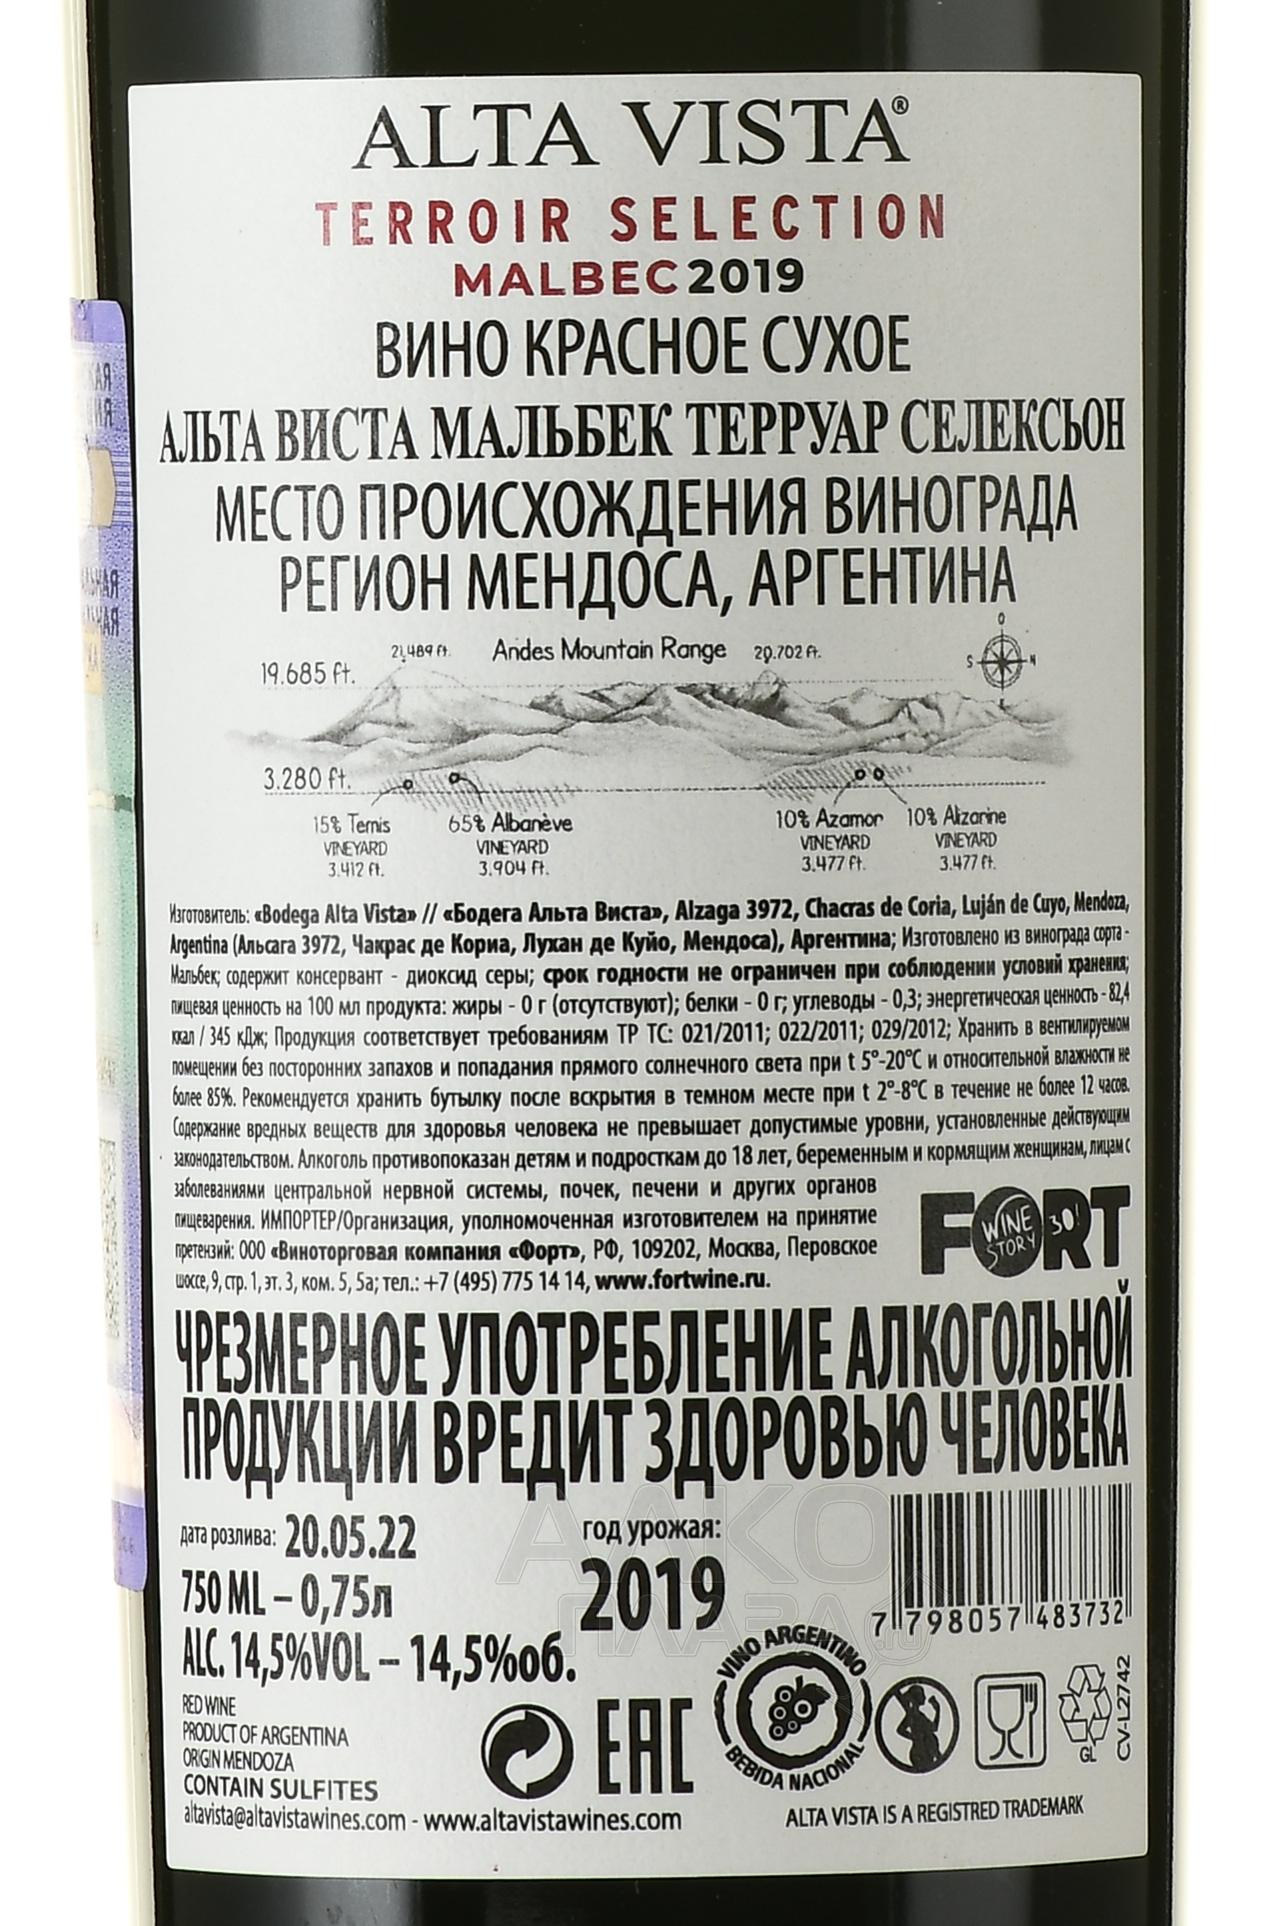 ALTA VISTA®
TERROIR SELECTION
MALBEC 2019
ВИНО КРАСНОЕ СУХОЕ
АЛЬТА ВИСТА МАЛЬБЕК ТЕРРУАР СЕЛЕКСЬОН
МЕСТО ПРОИСХОЖДЕНИЯ ВИНОГРАДА
РЕГИОН МЕНДОСА, АРГЕНТИНА
21.489 ft. Andes Mountain Range 20.702 ft.
19.685 ft.
O
S N
3.280 ft.
15% Temis 65% Albanève 10% Azamor 10% Alizarine
VINEYARD VINEYARD VINEYARD VINEYARD
3.412 ft. 3.904 ft. 3.477 ft. 3.477 ft.
Изготовитель: «Bodega Alta Vista» // «Бодега Альта Виста», Alzaga 3972, Chacras de Coria, Luján de Cuyo, Mendoza,
Argentina (Альсага 3972, Чакрас де Кориа, Лухан де Куйо, Мендоса), Аргентина; Изготовлено из винограда сорта -
Мальбек; содержит консервант - диоксид серы; срок годности не ограничен при соблюдении условий хранения;
пищевая ценность на 100 мл продукта: жиры - 0 г (отсутствуют); белки - 0 г; углеводы - 0,3; энергетическая ценность - 82,4
ккал / 345 кДж; Продукция соответствует требованиям ТР ТС: 021/2011; 022/2011; 029/2012; Хранить в вентилируемом
помещении без посторонних запахов и попадания прямого солнечного света при t 5°-20°C и относительной влажности не
более 85%. Рекомендуется хранить бутылку после вскрытия в темном месте при t 2°-8°C в течение не более 12 часов.
Содержание вредных веществ для здоровья человека не превышает допустимые уровни, установленные действующим
законодательством. Алкоголь противопоказан детям и подросткам до 18 лет, беременным и кормящим женщинам, лицам с
заболеваниями центральной нервной системы, почек, печени и других органов
пищеварения. ИМПОРТЕР/Организация, уполномоченная изготовителем на принятие
претензий: ООО «Виноторговая компания «Форт», РФ, 109202, Москва, Перовское
шоссе, 9, стр. 1, эт. 3, ком. 5, 5а; тел.: +7 (495) 775 14 14, www.fortwine.ru.
FORT
WINE STORY 30!
ЧРЕЗМЕРНОЕ УПОТРЕБЛЕНИЕ АЛКОГОЛЬНОЙ
ПРОДУКЦИИ ВРЕДИТ ЗДОРОВЬЮ ЧЕЛОВЕКА
дата розлива: 20.05.22
год урожая:
2019
750 ML – 0,75л
ALC. 14,5%VOL – 14,5%об.
7 798057 483732
RED WINE
PRODUCT OF ARGENTINA
ORIGIN MENDOZA
CONTAIN SULFITES
altavista@altavistawines.com - www.altavistawines.com
EAC
VINO ARGENTINO
BEBIDA NACIONAL
GL
CV-L2742
ALTA VISTA IS A REGISTRED TRADEMARK
АЛКО
ПЛАЗА.ru